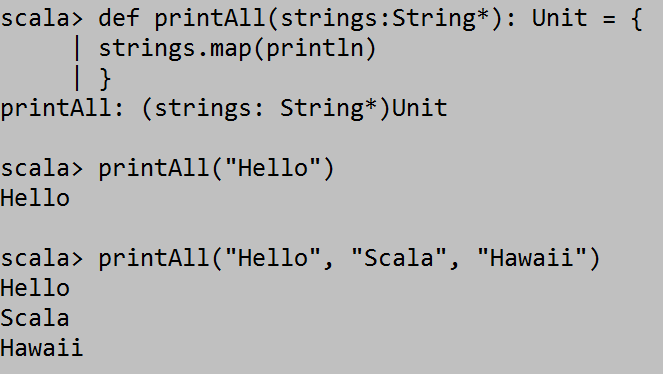 scala> def printAll(strings:String*): Unit = {
     | strings.map(println)
     | }
printAll: (strings: String*)Unit
scala> printAll("Hello")
Hello
scala> printAll("Hello", "Scala", "Hawaii")
Hello
Scala
Hawaii